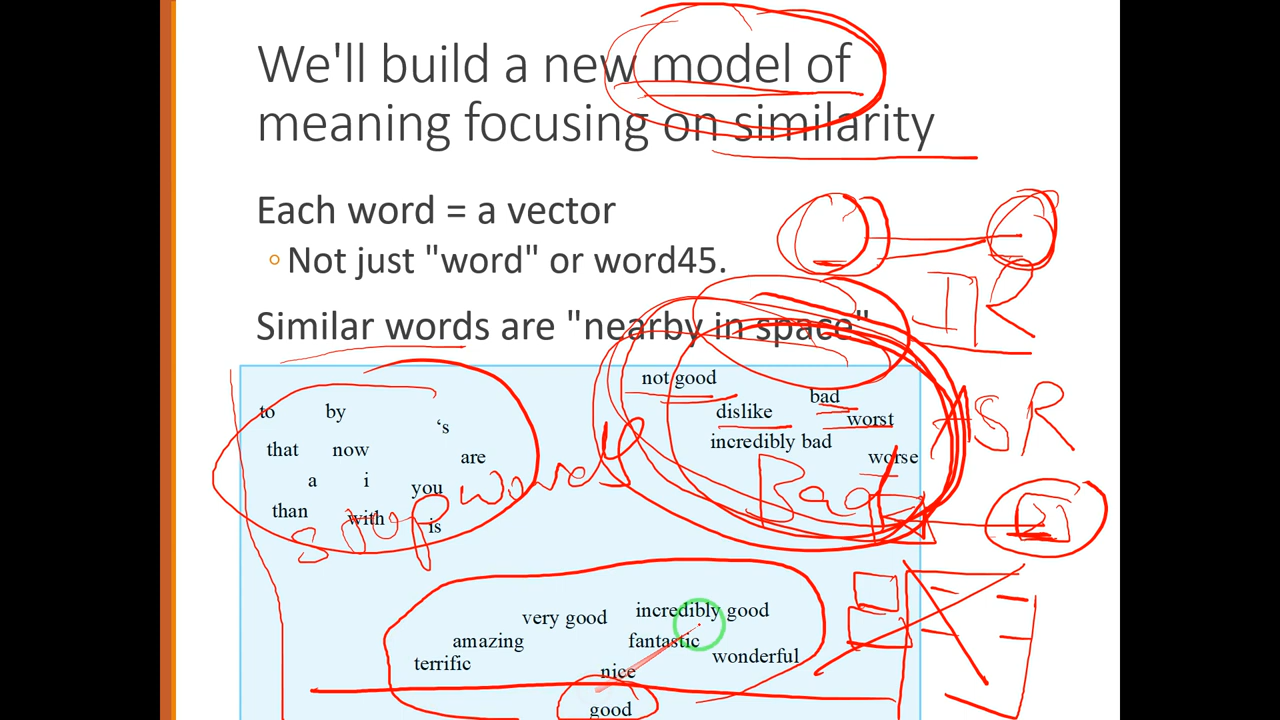 We'll build a new model of
meaning focusing on similarity
Each word = a vector
Not just "word" or word45.
Similar words are "nearby in space"
IR
not good
bad
to by
dislike
worst
's
ASR
that now
incredibly bad
are
worse
a i
you
than
with
is
stop words
incredibly good
very good
amazing
fantastic
terrific
wonderful
nice
good